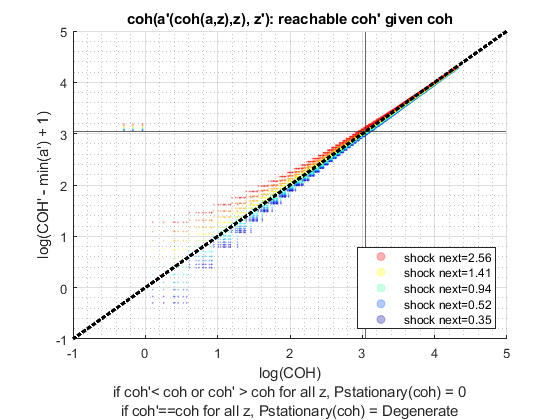 coh(a'(coh(a,z),z), z'): reachable coh' given coh
5
4
3
2
1
0
-1
log(COH' - min(a') + 1)
shock next=2.56
shock next=1.41
shock next=0.94
shock next=0.52
shock next=0.35
-1 0 1 2 3 4 5
log(COH)
if coh'< coh or coh' > coh for all z, Pstationary(coh) = 0
if coh'==coh for all z, Pstationary(coh) = Degenerate